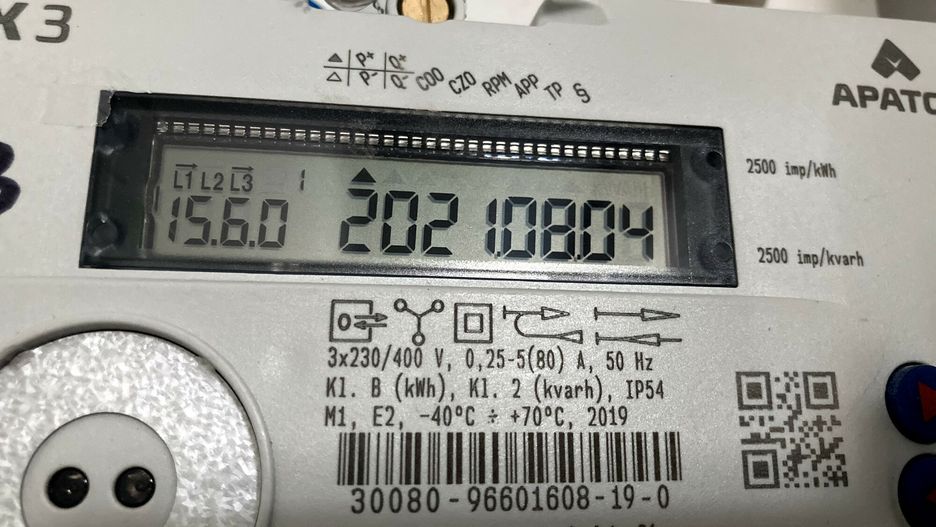 X3
P+ Q+
P- Q- COO CZO RPM APP TP §
APATO
2500 imp/kWh
L1 L2 L3 1
15.6.0 2021.08.04
2500 imp/kvarh
3x230/400 V, 0,25-5(80) A, 50 Hz
Kl. B (kWh), Kl. 2 (kvarh), IP54
M1, E2, -40°C ÷ +70°C, 2019
30080-96601608-19-0